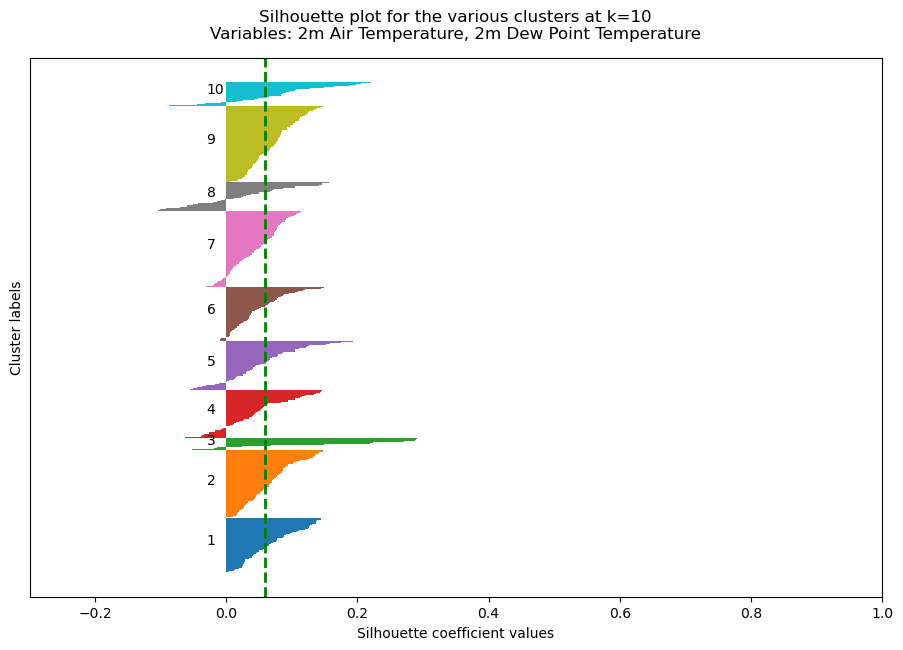 Silhouette plot for the various clusters at k=10
Variables: 2m Air Temperature, 2m Dew Point Temperature
10
9
8
7
6
5
4
3
2
1
Cluster labels
−0.2 0.0 0.2 0.4 0.6 0.8 1.0
Silhouette coefficient values